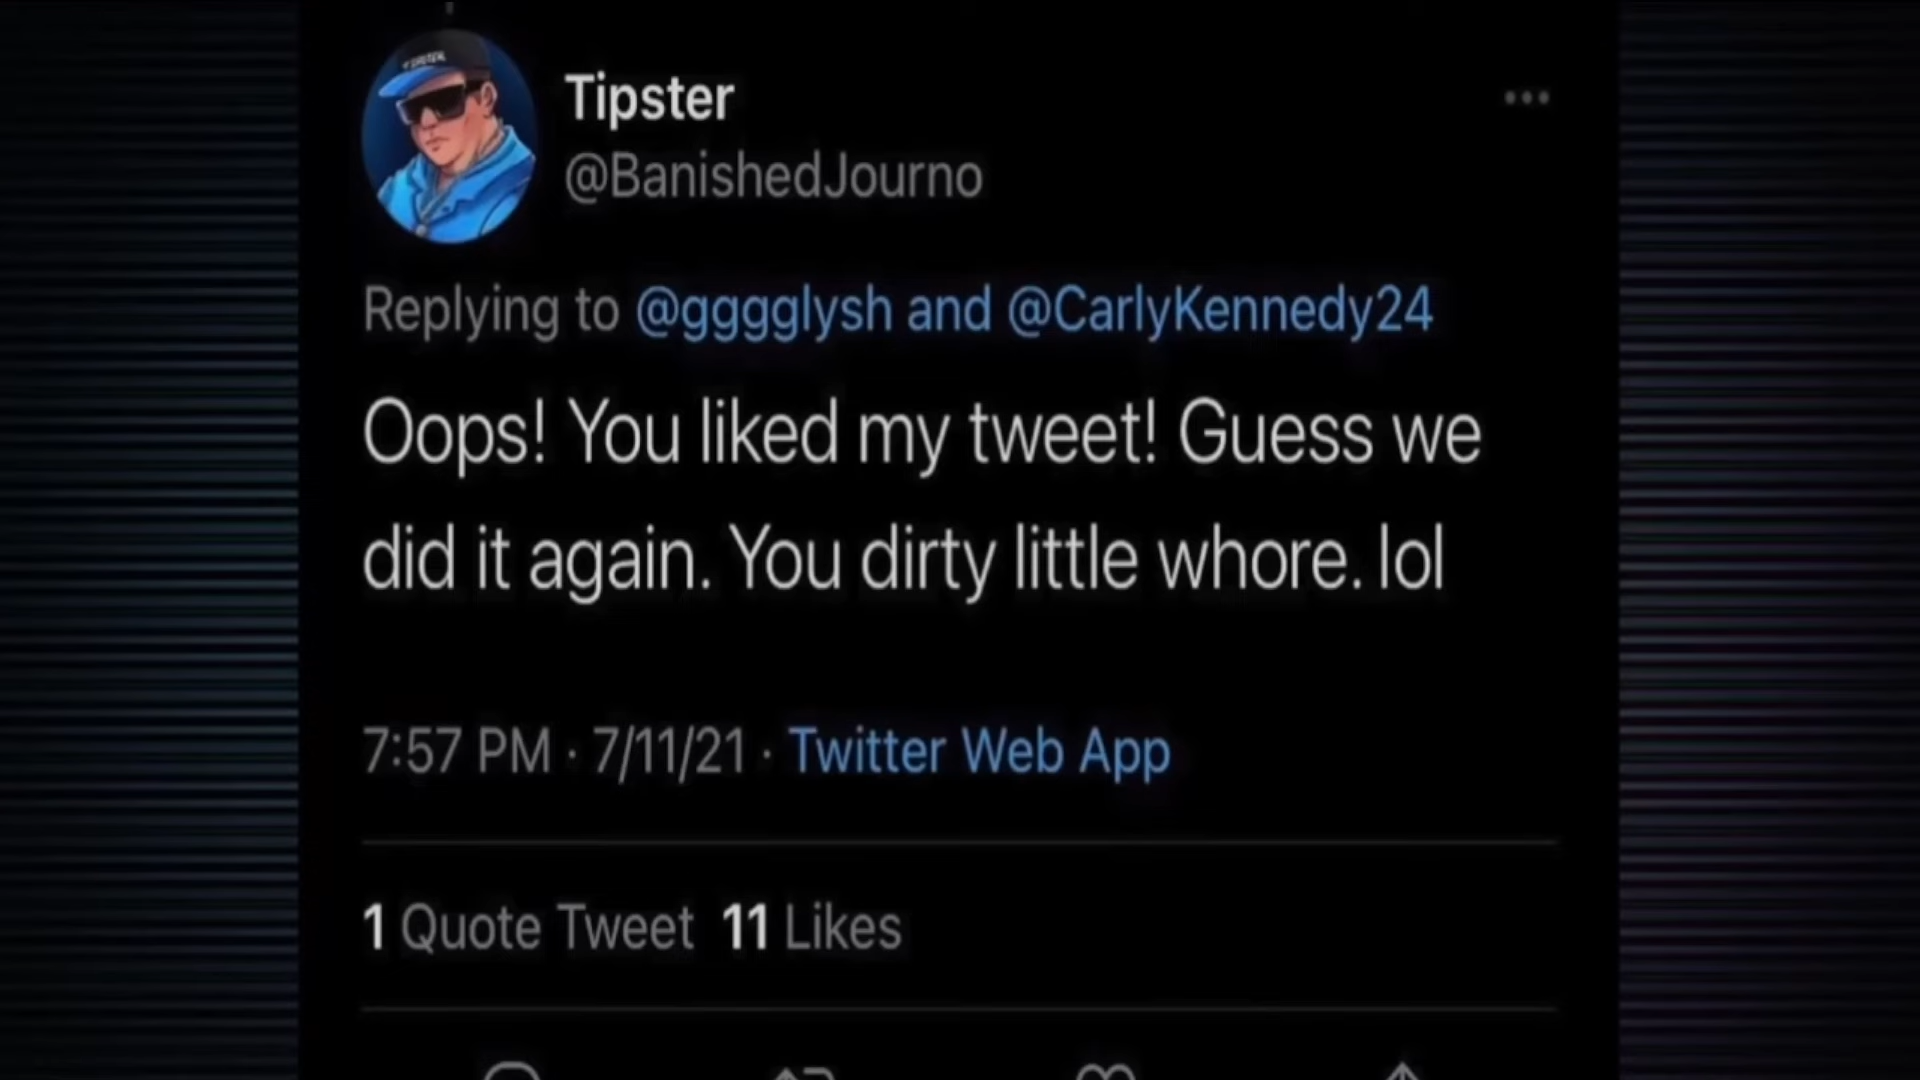 Tipster
@BanishedJourno
Replying to @gggglysh and @CarlyKennedy24
Oops! You liked my tweet! Guess we
did it again. You dirty little whore. lol
7:57 PM · 7/11/21 · Twitter Web App
1 Quote Tweet 11 Likes